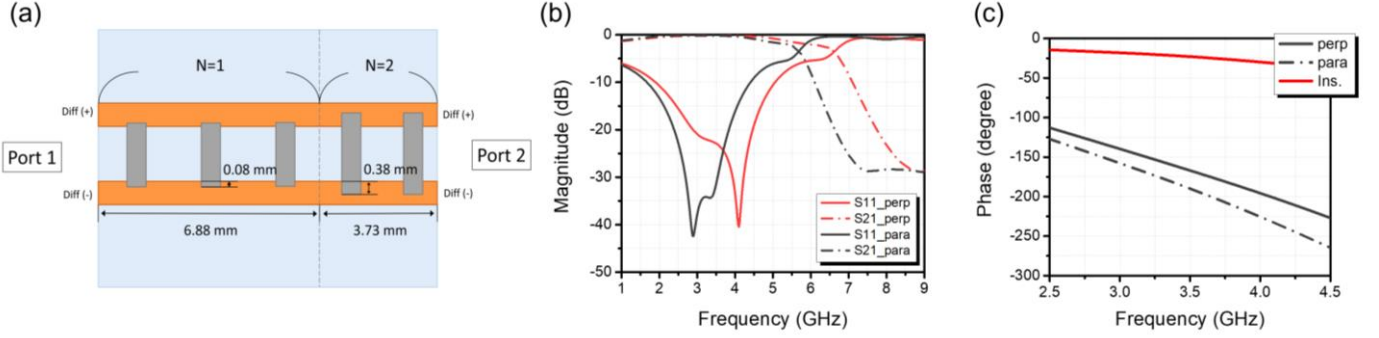 (a)
N=1
N=2
Diff (+)
Diff (+)
Port 1
Port 2
0.08 mm
0.38 mm
Diff (-)
Diff (-)
6.88 mm
3.73 mm
(b)
Magnitude (dB)
0
-10
-20
-30
-40
-50
S11_perp
S21_perp
S11_para
S21_para
1 2 3 4 5 6 7 8 9
Frequency (GHz)
(c)
Phase (degree)
0
-50
-100
-150
-200
-250
-300
perp
para
Ins.
2.5 3.0 3.5 4.0 4.5
Frequency (GHz)